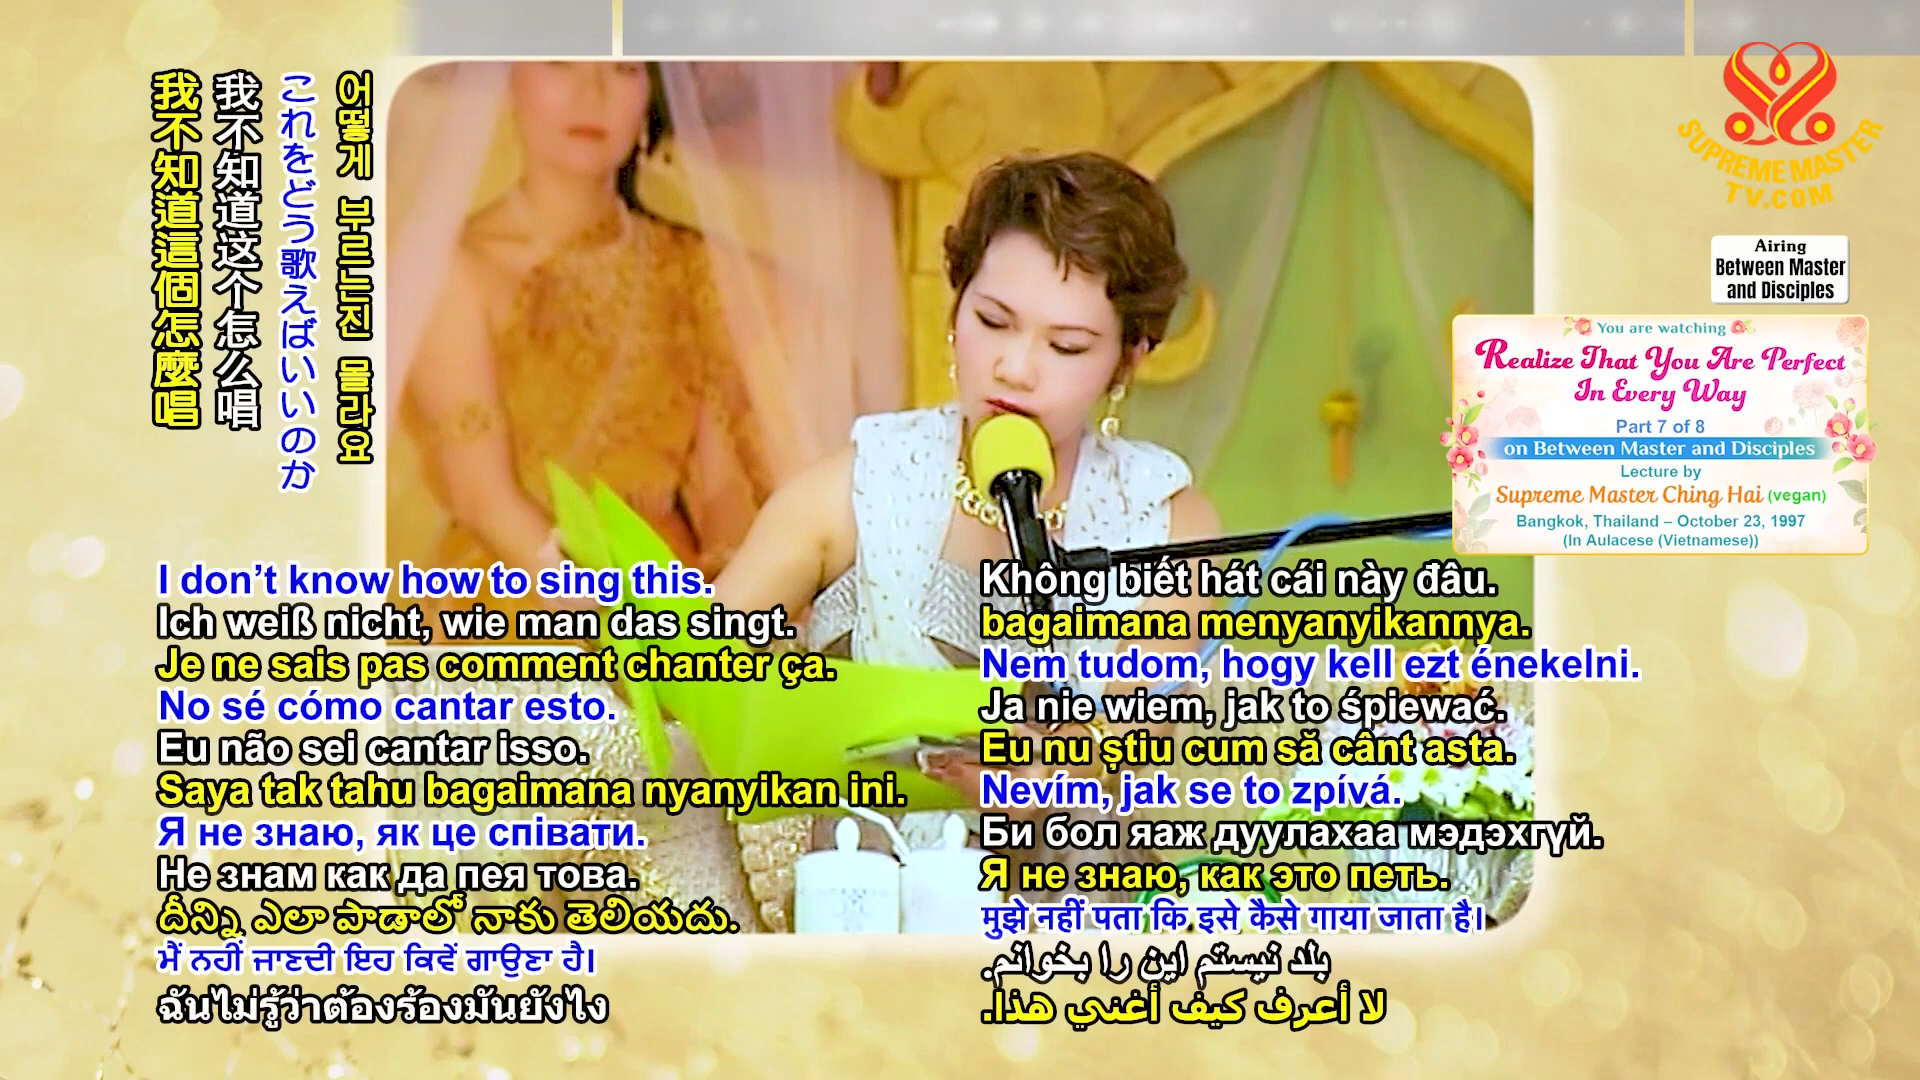 我不知道這個怎麼唱
我不知道这个怎么唱
これをどう歌えばいいのか
어떻게 부르는진 몰라요
SUPREME MASTER
TV.COM
Airing
Between Master
and Disciples
You are watching
Realize That You Are Perfect
In Every Way
Part 7 of 8
on Between Master and Disciples
Lecture by
Supreme Master Ching Hai (vegan)
Bangkok, Thailand – October 23, 1997
(In Aulacese (Vietnamese))
I don’t know how to sing this.
Ich weiß nicht, wie man das singt.
Je ne sais pas comment chanter ça.
No sé cómo cantar esto.
Eu não sei cantar isso.
Saya tak tahu bagaimana nyanyikan ini.
Я не знаю, як це співати.
Не знам как да пея това.
దీన్ని ఎలా పాడాలో నాకు తెలియదు.
ਮੈਂ ਨਹੀਂ ਜਾਣਦੀ ਇਹ ਕਿਵੇਂ ਗਾਉਣਾ ਹੈ।
ฉันไม่รู้ว่าต้องร้องมันยังไง
Không biết hát cái này đâu.
bagaimana menyanyikannya.
Nem tudom, hogy kell ezt énekelni.
Ja nie wiem, jak to śpiewać.
Eu nu știu cum să cânt asta.
Nevím, jak se to zpívá.
Би бол яаж дуулахаа мэдэхгүй.
Я не знаю, как это петь.
मुझे नहीं पता कि इसे कैसे गाया जाता है।
بلد نیستم این را بخوانم.
لا أعرف كيف أغني هذا.